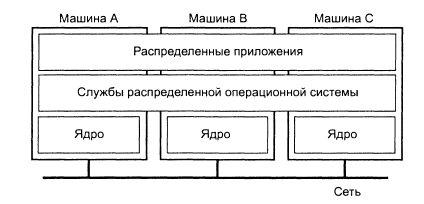 Машина A Машина B Машина C
Распределенные приложения
Службы распределенной операционной системы
Ядро Ядро Ядро
Сеть